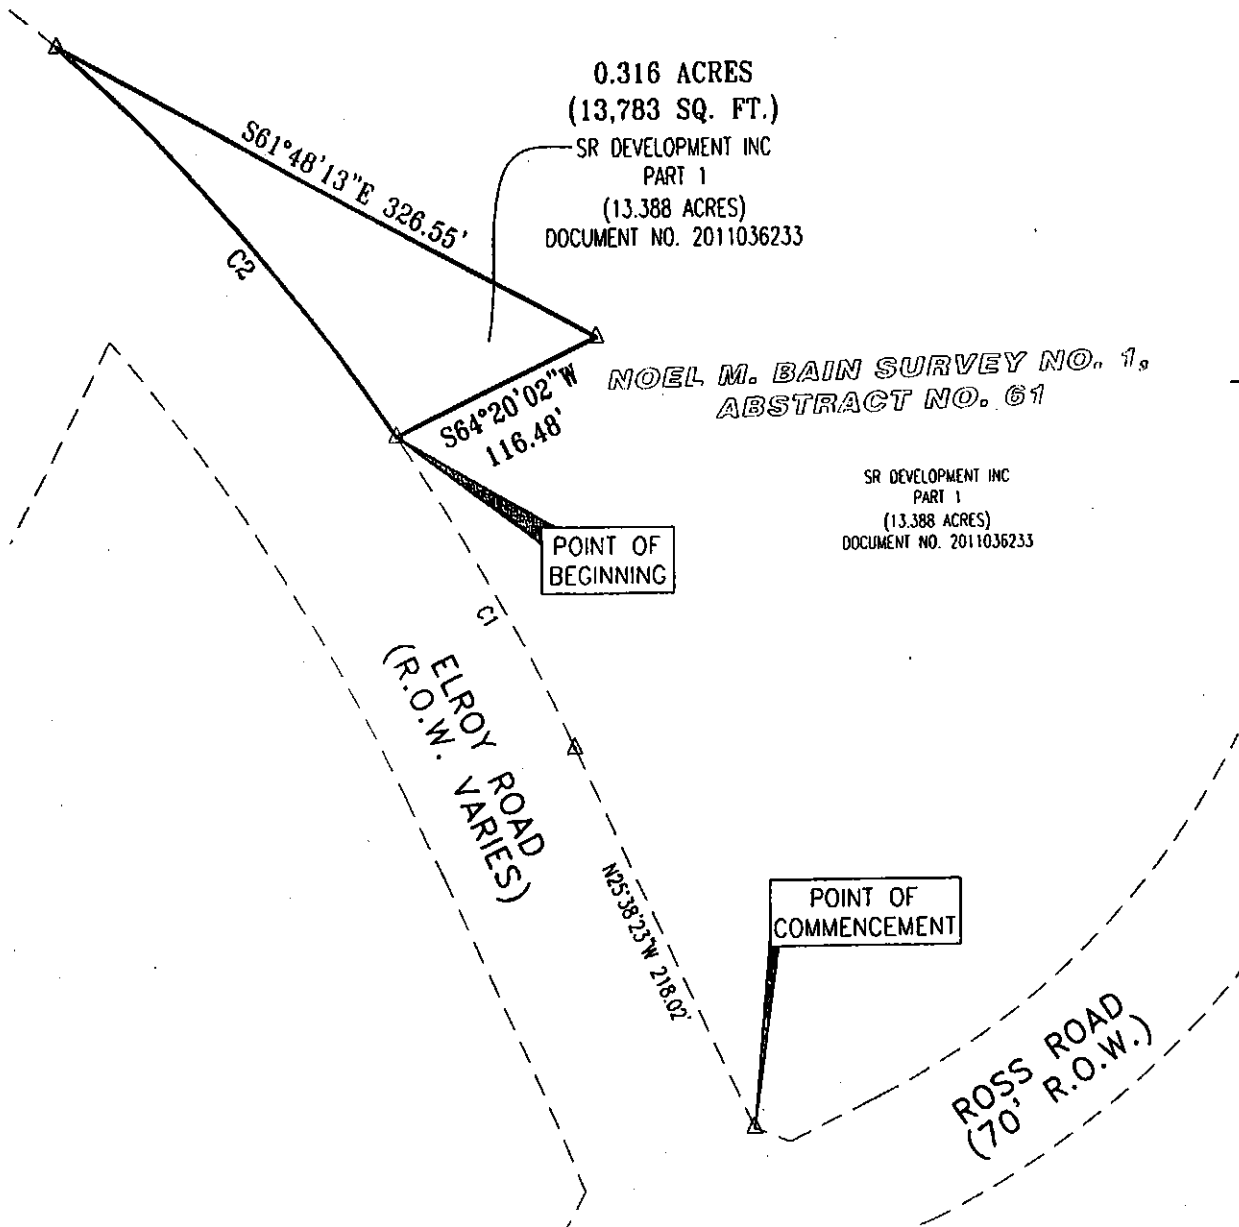 0.316 ACRES
(13,783 SQ. FT.)
SR DEVELOPMENT INC
PART 1
(13.388 ACRES)
DOCUMENT NO. 2011036233
S61°48'13"E 326.55'
C2
S64°20'02"W
116.48'
NOEL M. BAIN SURVEY NO. 1,
ABSTRACT NO. 61
SR DEVELOPMENT INC
PART 1
(13.388 ACRES)
DOCUMENT NO. 2011036233
POINT OF
BEGINNING
C1
ELROY ROAD
(R.O.W. VARIES)
N25°38'23"W 218.02'
POINT OF
COMMENCEMENT
ROSS ROAD
(70' R.O.W.)